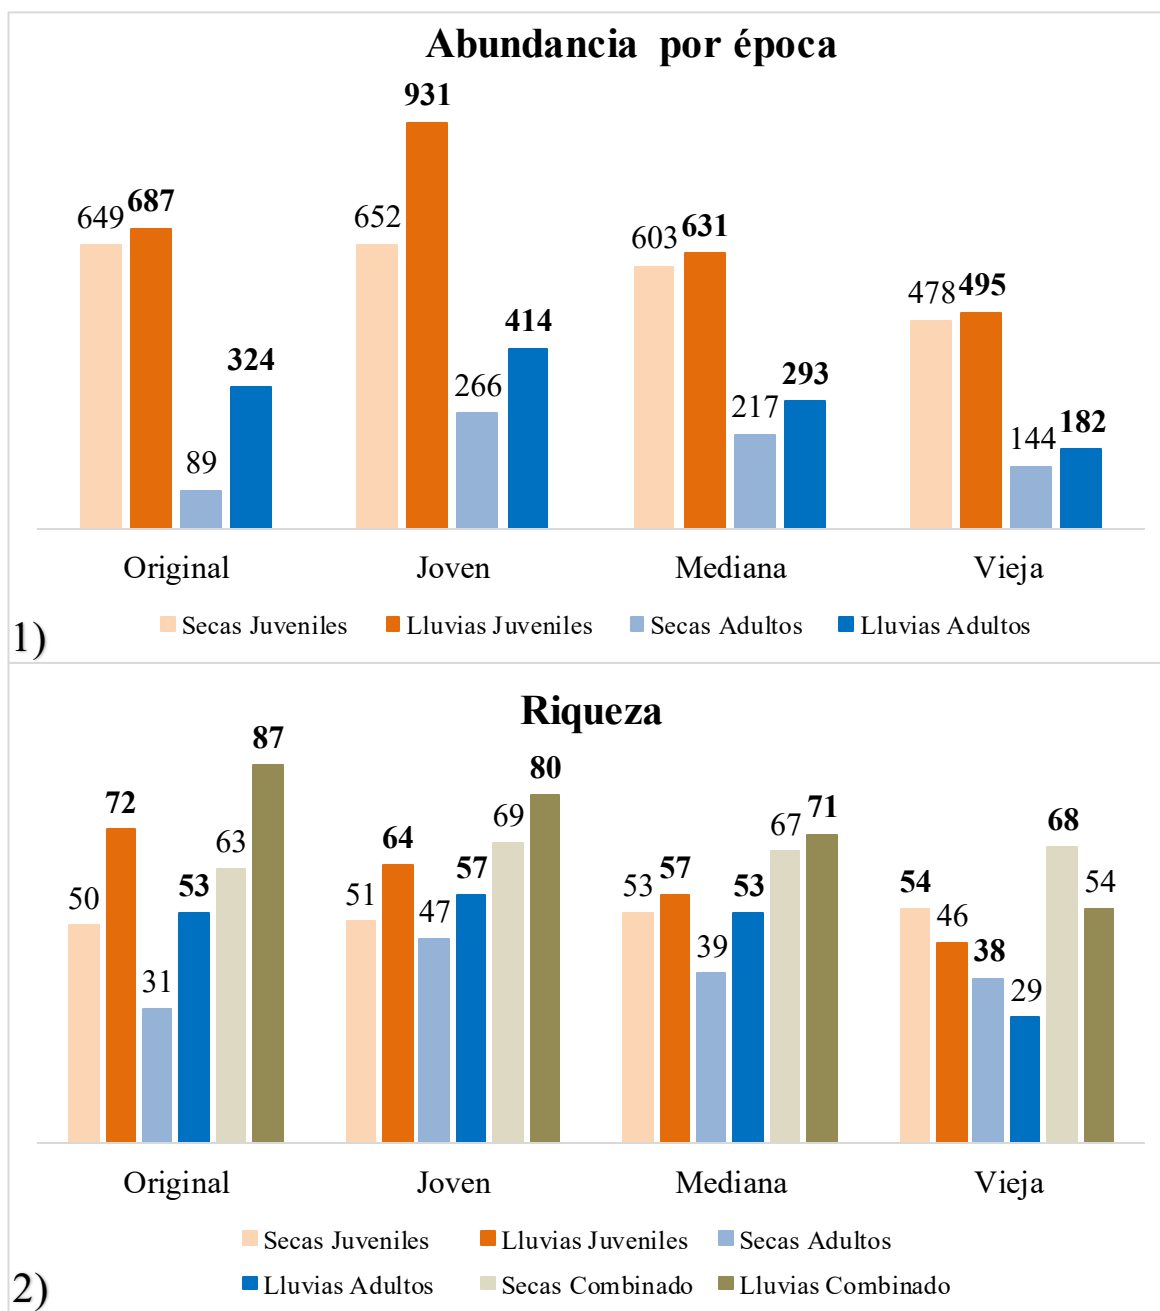 Abundancia por época
931
649 687 652 603 631
478 495
414
324 266 293
217
89 144 182
Original Joven Mediana Vieja
Secas Juveniles Lluvias Juveniles Secas Adultos Lluvias Adultos
1)
Riqueza
87
80
72 69 67 71 68
63 64
50 53 51 57 53 57 53 54 54
47 46
31 39 38
29
Original Joven Mediana Vieja
Secas Juveniles Lluvias Juveniles Secas Adultos
Lluvias Adultos Secas Combinado Lluvias Combinado
2)